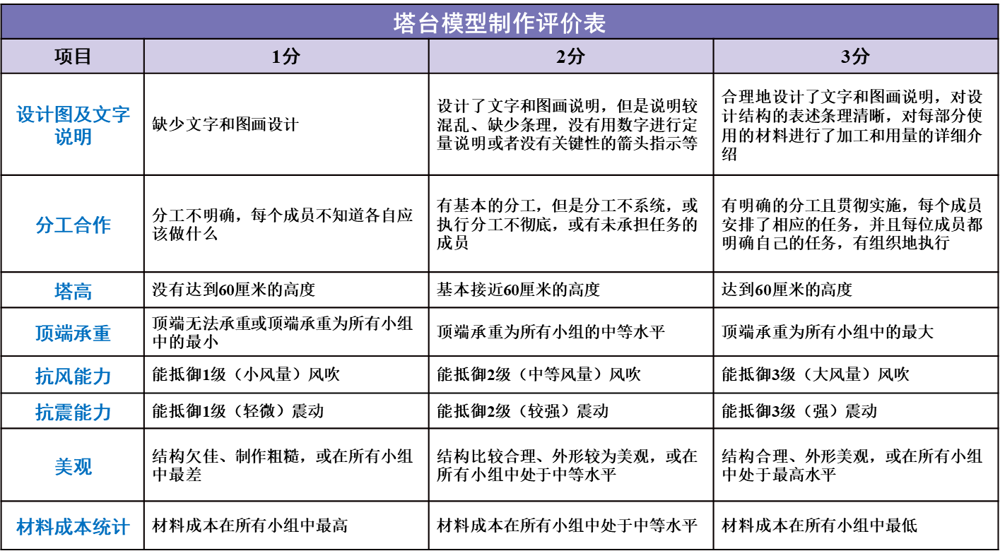 塔台模型制作评价表
项目
1分
2分
3分
设计图及文字
说明
缺少文字和图画设计
设计了文字和图画说明，但是说明较
混乱、缺少条理，没有用数字进行定
量说明或者没有关键性的箭头指示等
合理地设计了文字和图画说明，对设
计结构的表述条理清晰，对每部分使
用的材料进行了加工和用量的详细介
绍
分工合作
分工不明确，每个成员不知道各自应
该做什么
有基本的分工，但是分工不系统，或
执行分工不彻底，或有未承担任务的
成员
有明确的分工且贯彻实施，每个成员
安排了相应的任务，并且每位成员都
明确自己的任务，有组织地执行
塔高
没有达到60厘米的高度
基本接近60厘米的高度
达到60厘米的高度
顶端承重
顶端无法承重或顶端承重为所有小组
中的最小
顶端承重为所有小组的中等水平
顶端承重为所有小组中的最大
抗风能力
能抵御1级（小风量）风吹
能抵御2级（中等风量）风吹
能抵御3级（大风量）风吹
抗震能力
能抵御1级（轻微）震动
能抵御2级（较强）震动
能抵御3级（强）震动
美观
结构欠佳、制作粗糙，或在所有小组
中最差
结构比较合理、外形较为美观，或在
所有小组中处于中等水平
结构合理、外形美观，或在所有小组
中处于最高水平
材料成本统计
材料成本在所有小组中最高
材料成本在所有小组中处于中等水平
材料成本在所有小组中最低